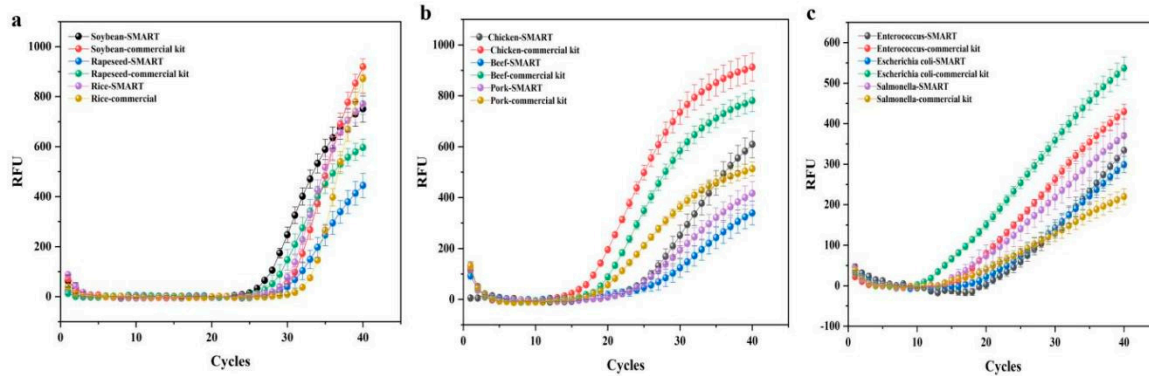 a
Soybean-SMART
Soybean-commercial kit
Rapeseed-SMART
Rapeseed-commercial kit
Rice-SMART
Rice-commercial
1000
800
600
400
200
0
RFU
0
10
20
30
40
Cycles
b
Chicken-SMART
Chicken-commercial kit
Beef-SMART
Beef-commercial kit
Pork-SMART
Pork-commercial kit
1000
800
600
400
200
0
RFU
0
10
20
30
40
Cycles
c
Enterococcus-SMART
Enterococcus-commercial kit
Escherichia coli-SMART
Escherichia coli-commercial kit
Salmonella-SMART
Salmonella-commercial kit
600
500
400
300
200
100
0
-100
RFU
0
10
20
30
40
Cycles